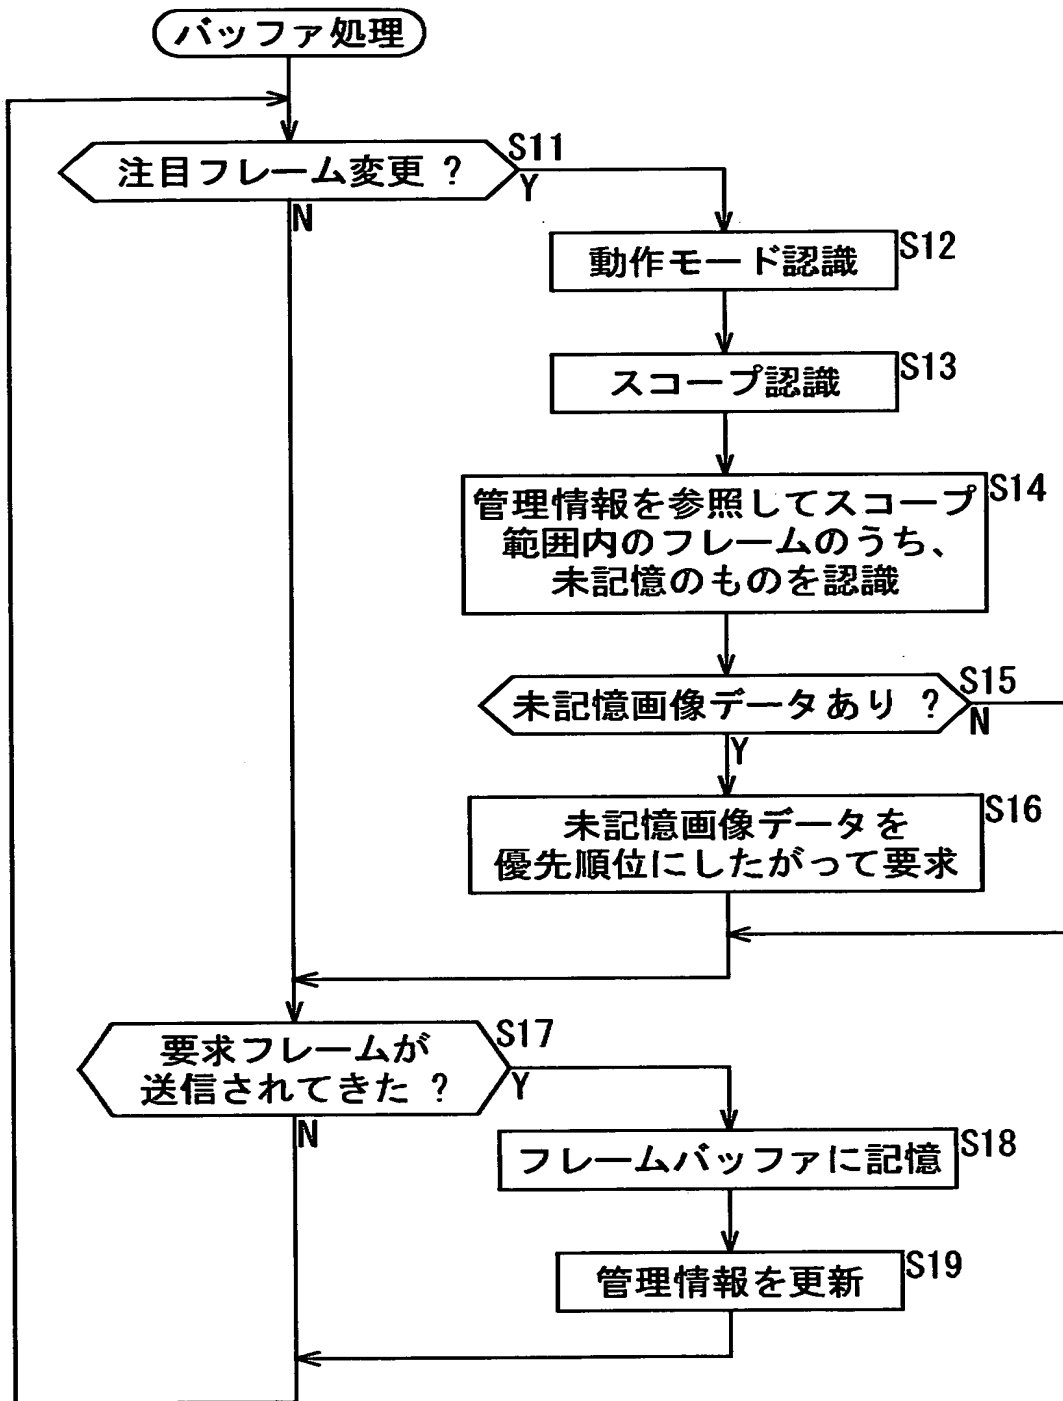 バッファ処理
注目フレーム変更 ?
S11
Y
N
動作モード認識
S12
スコープ認識
S13
管理情報を参照してスコープ
範囲内のフレームのうち、
未記憶のものを認識
S14
未記憶画像データあり ?
S15
N
Y
未記憶画像データを
優先順位にしたがって要求
S16
要求フレームが
送信されてきた ?
S17
Y
N
フレームバッファに記憶
S18
管理情報を更新
S19